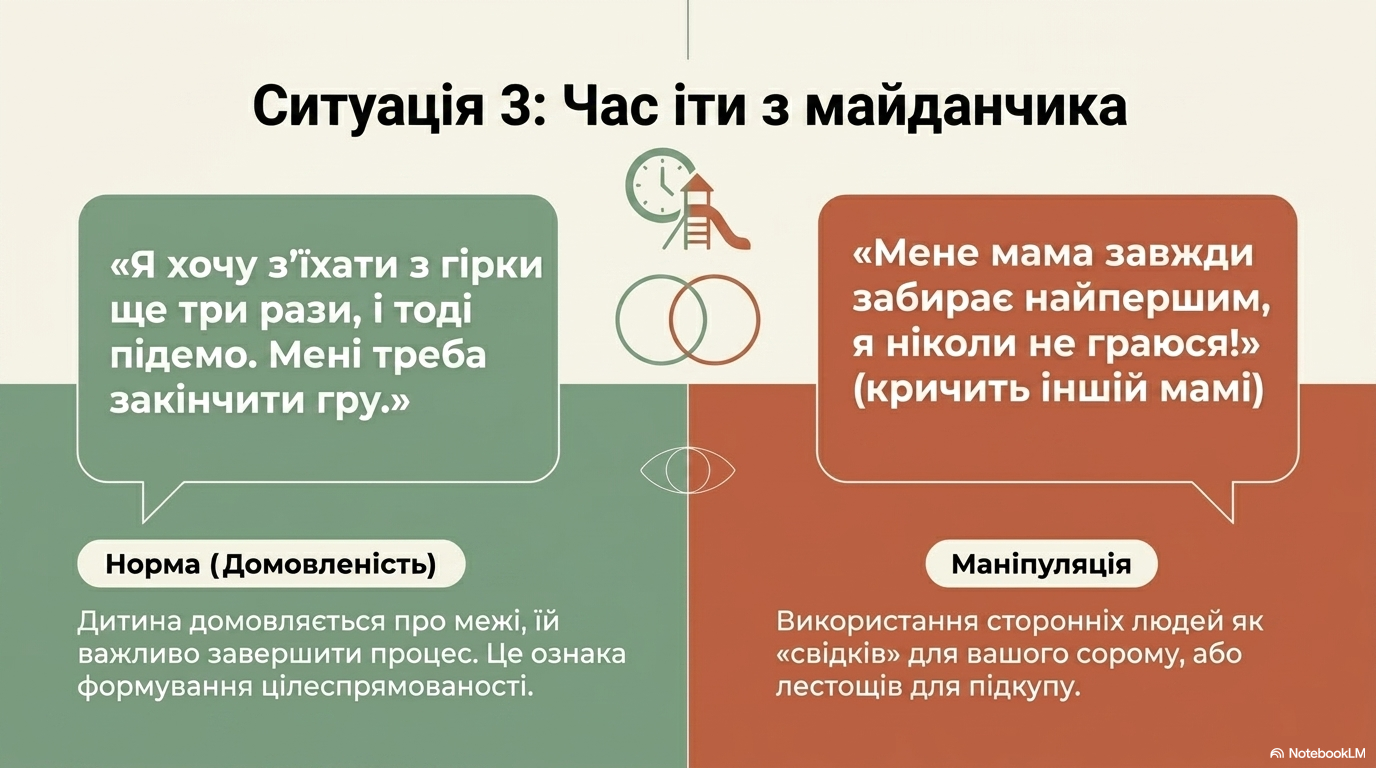 Ситуація 3: Час іти з майданчика
«Я хочу з’їхати з гірки
ще три рази, і тоді
підемо. Мені треба
закінчити гру.»
Норма (Домовленість)
Дитина домовляється про межі, їй
важливо завершити процес. Це ознака
формування цілеспрямованості.
«Мене мама завжди
забирає найпершим,
я ніколи не граюся!»
(кричить іншій мамі)
Маніпуляція
Використання сторонніх людей як
«свідків» для вашого сорому, або
лестощів для підкупу.
NotebookLM